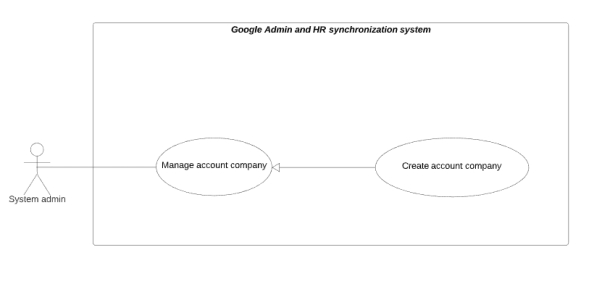 Google Admin and HR synchronization system
Manage account company
Create account company
System admin